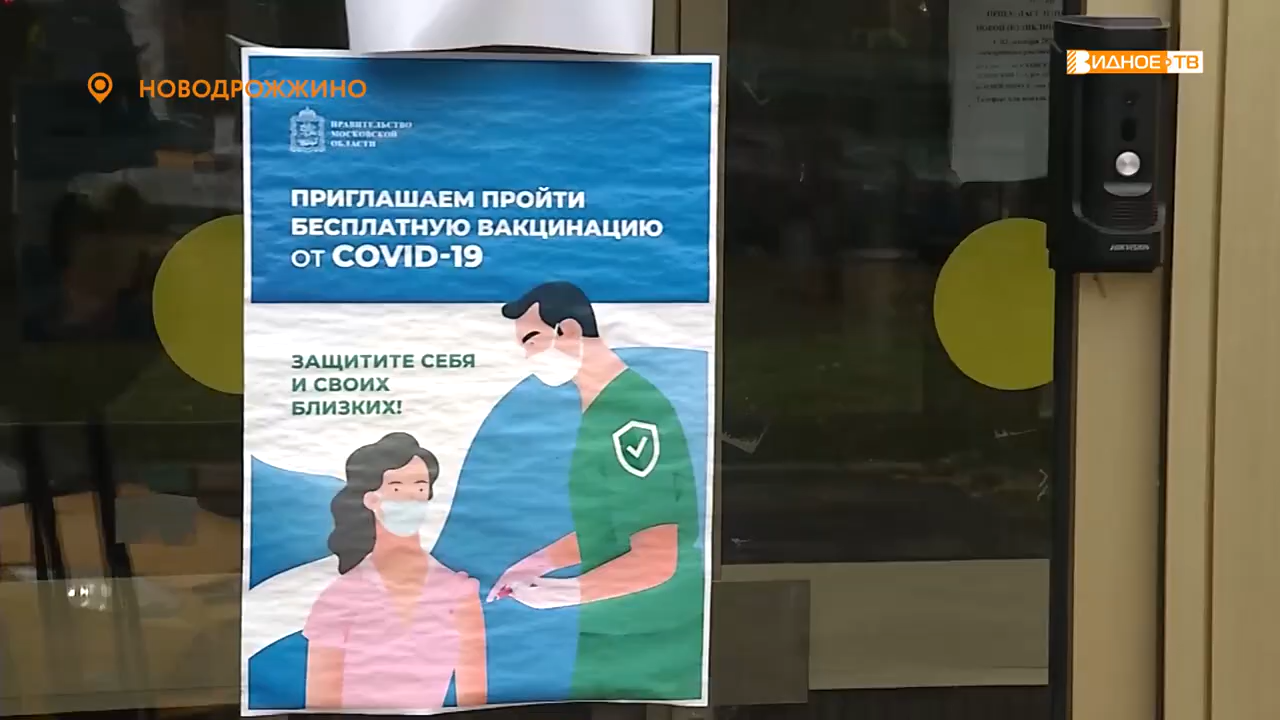 НОВОДРОЖЖИНО
ВИДНОЕ ТВ
ПРАВИТЕЛЬСТВО
МОСКОВСКОЙ
ОБЛАСТИ
ПРИГЛАШАЕМ ПРОЙТИ
БЕСПЛАТНУЮ ВАКЦИНАЦИЮ
ОТ COVID-19
ЗАЩИТИТЕ СЕБЯ
И СВОИХ
БЛИЗКИХ!
HIKVISION